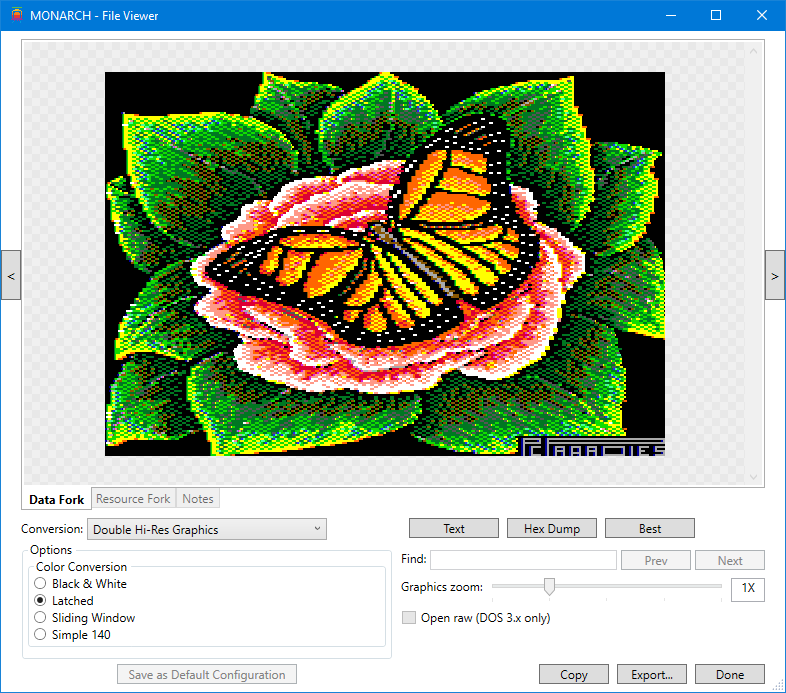 MONARCH - File Viewer
<
>
Data Fork
Resource Fork
Notes
Conversion:
Double Hi-Res Graphics
Text
Hex Dump
Best
Options
Find:
Prev
Next
Color Conversion
Black & White
Graphics zoom:
1X
Latched
Sliding Window
Open raw (DOS 3.x only)
Simple 140
Save as Default Configuration
Copy
Export...
Done